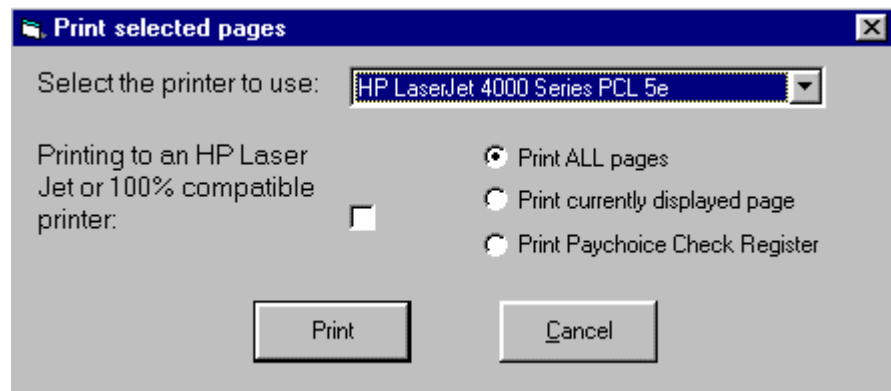 Print selected pages
Select the printer to use:
HP LaserJet 4000 Series PCL 5e
Printing to an HP Laser
Jet or 100% compatible
printer:
Print ALL pages
Print currently displayed page
Print Paychoice Check Register
Print
Cancel